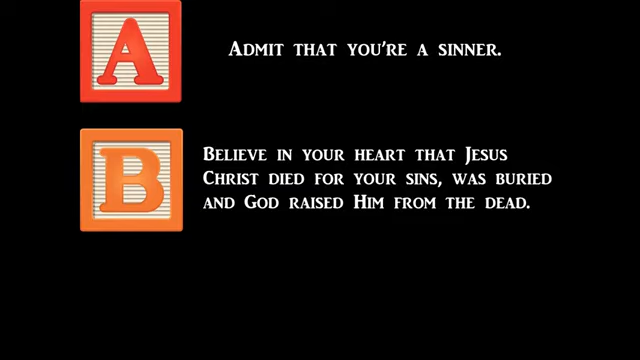 A
Admit that you're a sinner.
B
Believe in your heart that Jesus
Christ died for your sins, was buried
and God raised Him from the dead.